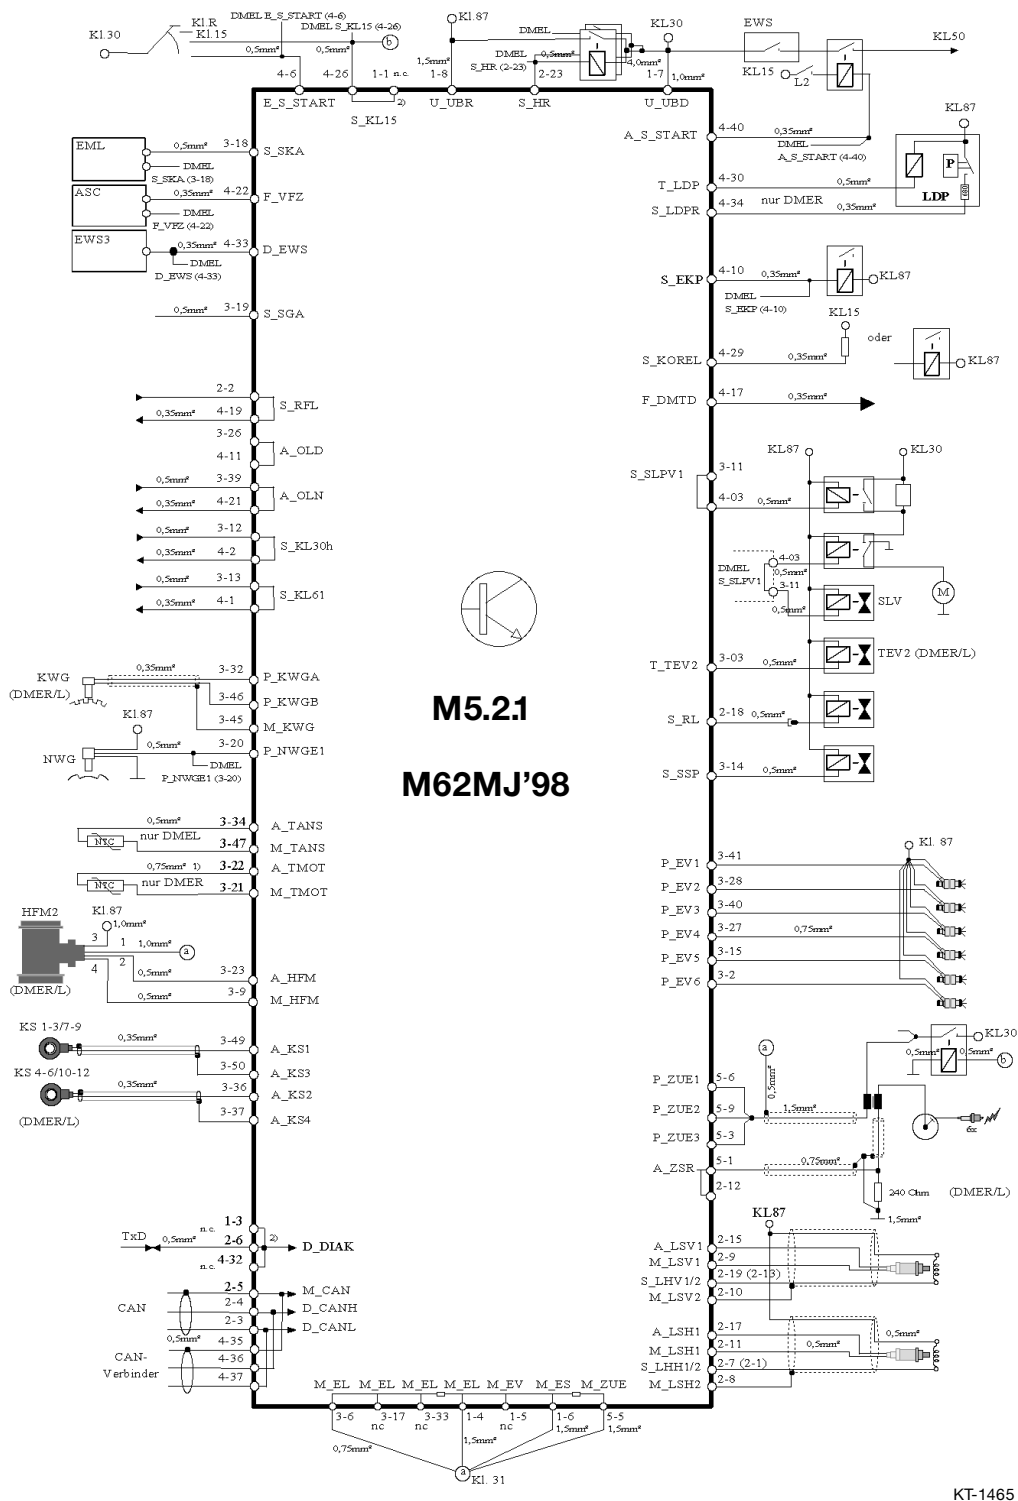 DMEL E_S_START (4-6)
Kl.87
Kl.R
Kl.15
Kl.30
DMEL S_KL15 (4-26)
b
0,5mm²
0,5mm²
4-6
4-26
1-1 n.c.
1,5mm²
1-8
DMEL
S_HR (2-23)
0,5mm²
2-23
4,0mm²
KL30
1-7
1,0mm²
EWS
KL50
KL15
L2
E_S_START
2)
S_KL15
U_UBR
S_HR
U_UBD
A_S_START
4-40
0,35mm²
DMEL
A_S_START (4-40)
KL87
EML
0,5mm²
3-18
S_SKA
DMEL
S_SKA (3-18)
ASC
0,35mm²
4-22
F_VFZ
DMEL
F_VFZ (4-22)
EWS3
0,35mm²
4-33
D_EWS
DMEL
D_EWS (4-33)
T_LDP
4-30
0,5mm²
P
LDP
S_LDPR
4-34
nur DMER
0,35mm²
S_EKP
4-10
0,35mm²
KL87
DMEL
S_EKP (4-10)
0,5mm²
3-19
S_SGA
KL15
oder
S_KOREL
4-29
0,35mm²
KL87
2-2
0,35mm²
4-19
S_RFL
F_DMTD
4-17
0,35mm²
3-26
4-11
A_OLD
0,5mm²
3-39
0,35mm²
4-21
A_OLN
0,5mm²
3-12
0,35mm²
4-2
S_KL30h
0,5mm²
3-13
0,35mm²
4-1
S_KL61
KL87
KL30
S_SLPV1
3-11
4-03
0,5mm²
4-03
DMEL
S_SLPV1
0,5mm²
3-11
0,5mm²
M
SLV
KWG
(DMER/L)
0,35mm²
3-32
P_KWGA
3-46
P_KWGB
3-45
M_KWG
T_TEV2
3-03
0,5mm²
TEV2 (DMER/L)
Kl.87
NWG
0,5mm²
3-20
P_NWGE1
DMEL
P_NWGE1 (3-20)
S_RL
2-18
0,5mm²
M5.2.1
M62MJ’98
S_SSP
3-14
0,5mm²
0,5mm²
3-34
A_TANS
NTC
nur DMEL
3-47
M_TANS
0,75mm² 1)
3-22
A_TMOT
NTC
nur DMER
3-21
M_TMOT
Kl. 87
P_EV1
3-41
P_EV2
3-28
P_EV3
3-40
P_EV4
3-27
0,75mm²
P_EV5
3-15
P_EV6
3-2
HFM2
Kl.87
1,0mm²
3
1
1,0mm²
a
2
4
0,5mm²
3-23
A_HFM
(DMER/L)
0,5mm²
3-9
M_HFM
KS 1-3/7-9
0,35mm²
3-49
A_KS1
3-50
A_KS3
KS 4-6/10-12
0,35mm²
3-36
A_KS2
(DMER/L)
3-37
A_KS4
KL30
a
0,5mm²
0,5mm²
b
0,5mm²
P_ZUE1
5-6
P_ZUE2
5-9
1,5mm²
6x
P_ZUE3
5-3
A_ZSR
5-1
0,75mm²
2-12
240 Ohm
(DMER/L)
1,5mm²
1-3
n.c.
TxD
0,5mm²
2-6
2)
D_DIAK
4-32
n.c.
2-5
M_CAN
CAN
2-4
D_CANH
2-3
D_CANL
0,5mm²
4-35
CAN-
Verbinder
4-36
4-37
KL87
A_LSV1
2-15
M_LSV1
2-9
S_LHV1/2
2-19 (2-13)
M_LSV2
2-10
A_LSH1
2-17
M_LSH1
2-11
0,5mm²
0,5mm²
S_LHH1/2
2-7 (2-1)
M_LSH2
2-8
M_EL M_EL M_EL M_EL M_EV M_ES M_ZUE
3-6 3-17 3-33 1-4 1-5 1-6 5-5
nc nc nc
0,75mm²
1,5mm²
1,5mm²
1,5mm²
a
Kl. 31
KT-1465